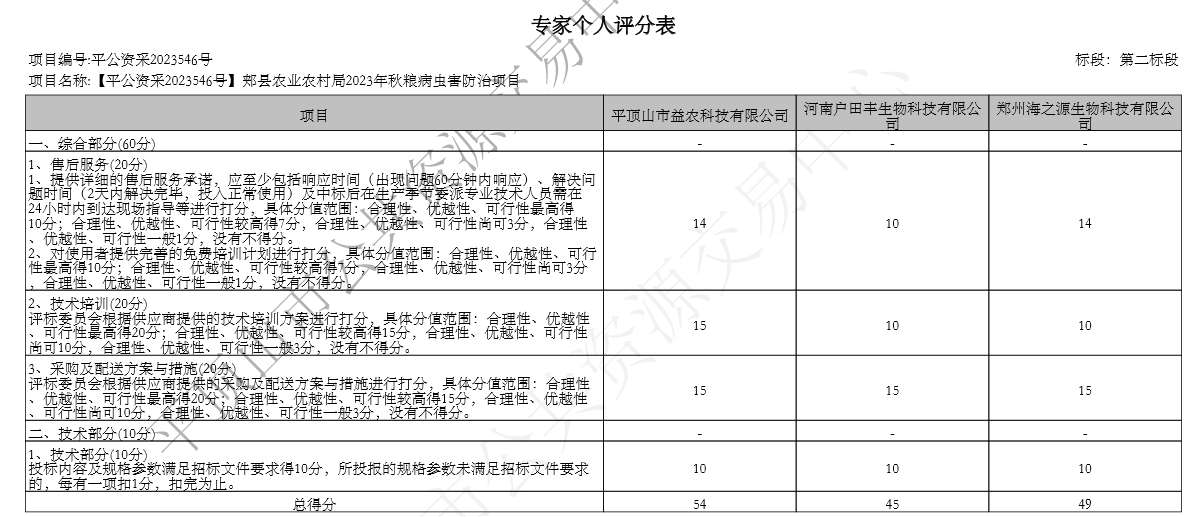 专家个人评分表
项目编号:平公资采2023546号
标段：第二标段
项目名称:【平公资采2023546号】郏县农业农村局2023年秋粮病虫害防治项目
项目 平顶山市益农科技有限公司 河南户田丰生物科技有限公司 郑州海之源生物科技有限公司
一、综合部分(60分) - - -
1、售后服务(20分)
1、提供详细的售后服务承诺，应至少包括响应时间（出现问题60分钟内响应）、解决问
题时间（2天内解决完毕，投入正常使用）及中标后在生产季节委派专业技术人员需在
24小时内到达现场指导等进行打分，具体分值范围：合理性、优越性、可行性最高得
10分；合理性、优越性、可行性较高得7分，合理性、优越性、可行性尚可3分，合理性
、优越性、可行性一般1分，没有不得分。
2、对使用者提供完善的免费培训计划进行打分，具体分值范围：合理性、优越性、可行
性最高得10分；合理性、优越性、可行性较高得7分，合理性、优越性、可行性尚可3分
，合理性、优越性、可行性一般1分，没有不得分。
14 10 14
2、技术培训(20分)
评标委员会根据供应商提供的技术培训方案进行打分，具体分值范围：合理性、优越性
、可行性最高得20分；合理性、优越性、可行性较高得15分，合理性、优越性、可行性
尚可10分，合理性、优越性、可行性一般3分，没有不得分。
15 10 10
3、采购及配送方案与措施(20分)
评标委员会根据供应商提供的采购及配送方案与措施进行打分，具体分值范围：合理性
、优越性、可行性最高得20分；合理性、优越性、可行性较高得15分，合理性、优越性
、可行性尚可10分，合理性、优越性、可行性一般3分，没有不得分。
15 15 15
二、技术部分(10分) - - -
1、技术部分(10分)
投标内容及规格参数满足招标文件要求得10分，所投报的规格参数未满足招标文件要求
的，每有一项扣1分，扣完为止。
10 10 10
总得分 54 45 49
平顶山市公共资源交易中心
市公共资源交易中心